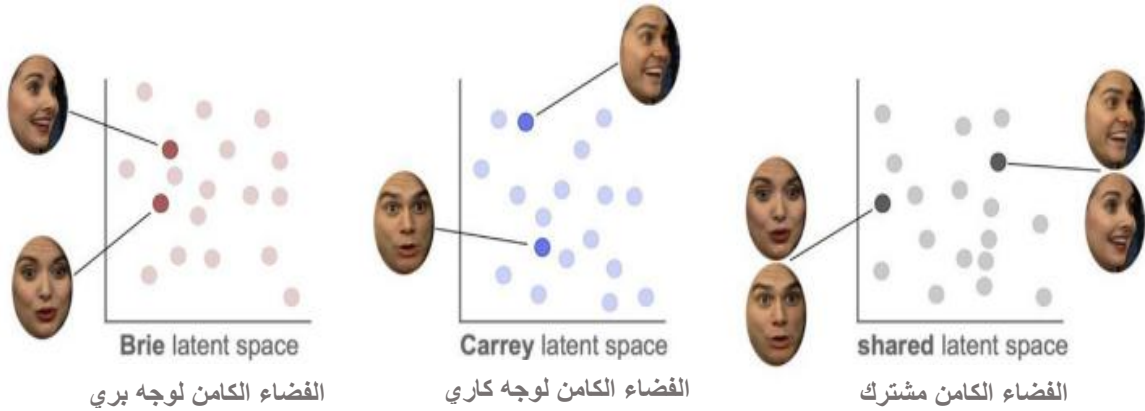 Brie latent space
الفضاء الكامن لوجه بري
Carrey latent space
الفضاء الكامن لوجه كاري
shared latent space
الفضاء الكامن مشترك